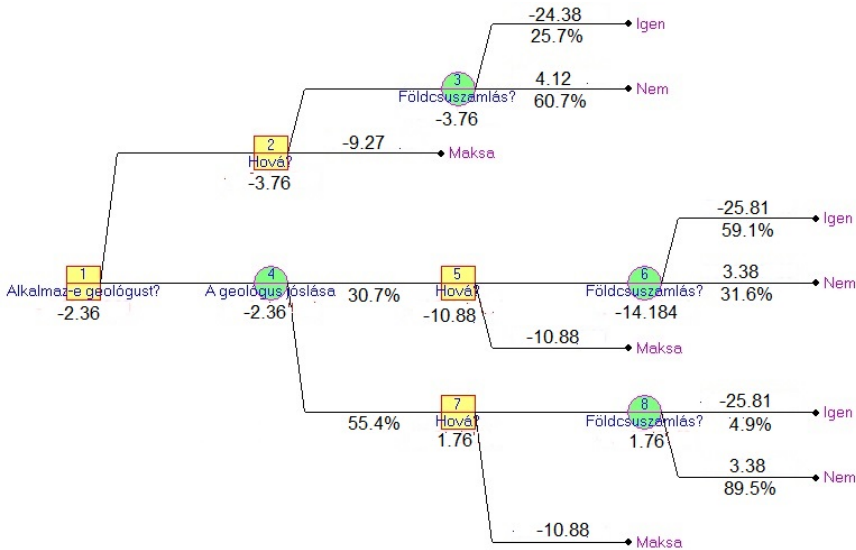 -24.38
Igen
25.7%
3
4.12
Nem
Földcsuszamlás?
60.7%
-3.76
2
-9.27
Maksa
Hová?
-3.76
-25.81
Igen
59.1%
1
4
5
6
3.38
Nem
Alkalmaz-e geológust?
A geológus jóslása
30.7%
Hová?
Földcsuszamlás?
31.6%
-2.36
-2.36
-10.88
-14.184
-10.88
Maksa
7
8
-25.81
Igen
55.4%
Hová?
Földcsuszamlás?
4.9%
1.76
1.76
3.38
Nem
89.5%
-10.88
Maksa